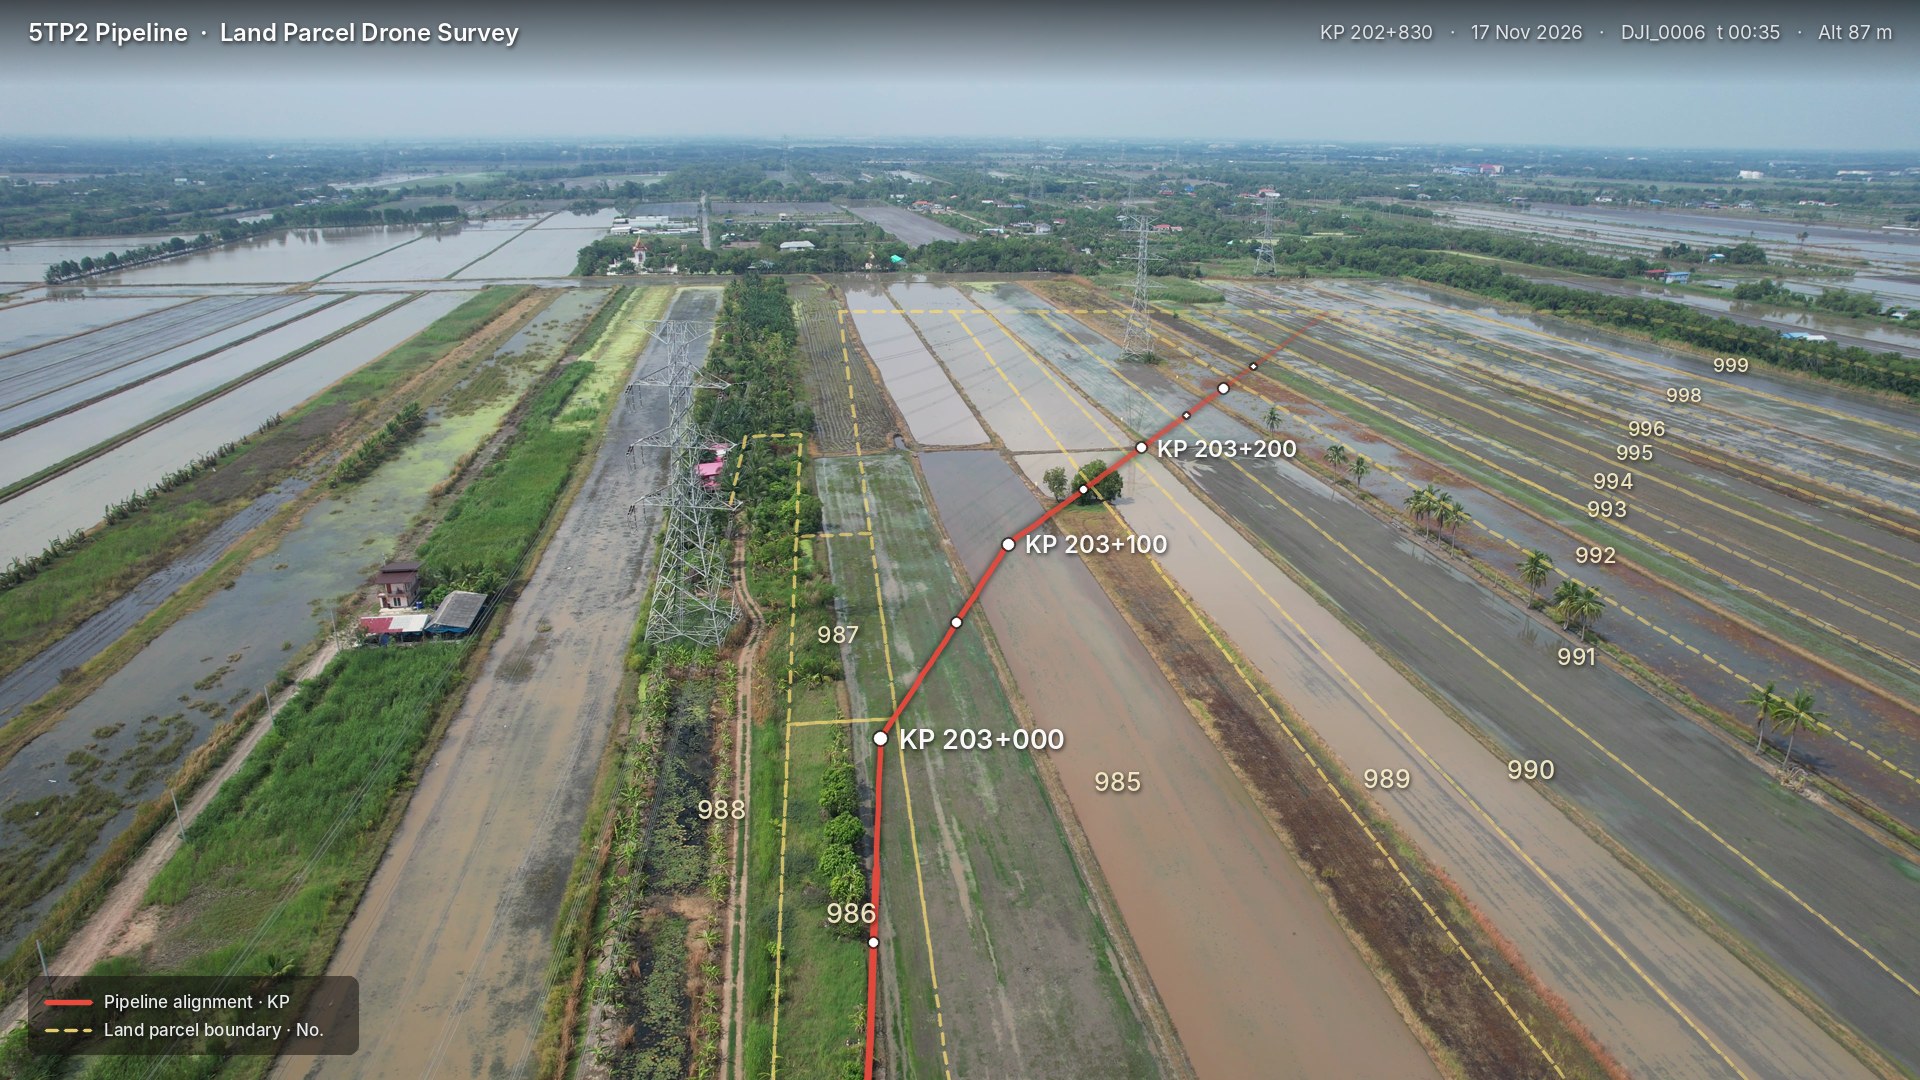 5TP2 Pipeline · Land Parcel Drone Survey
KP 202+830 · 17 Nov 2026 · DJI_0006 t 00:35 · Alt 87 m
999
998
996
995
994
993
992
991
990
989
985
987
988
986
KP 203+200
KP 203+100
KP 203+000
Pipeline alignment · KP
Land parcel boundary · No.